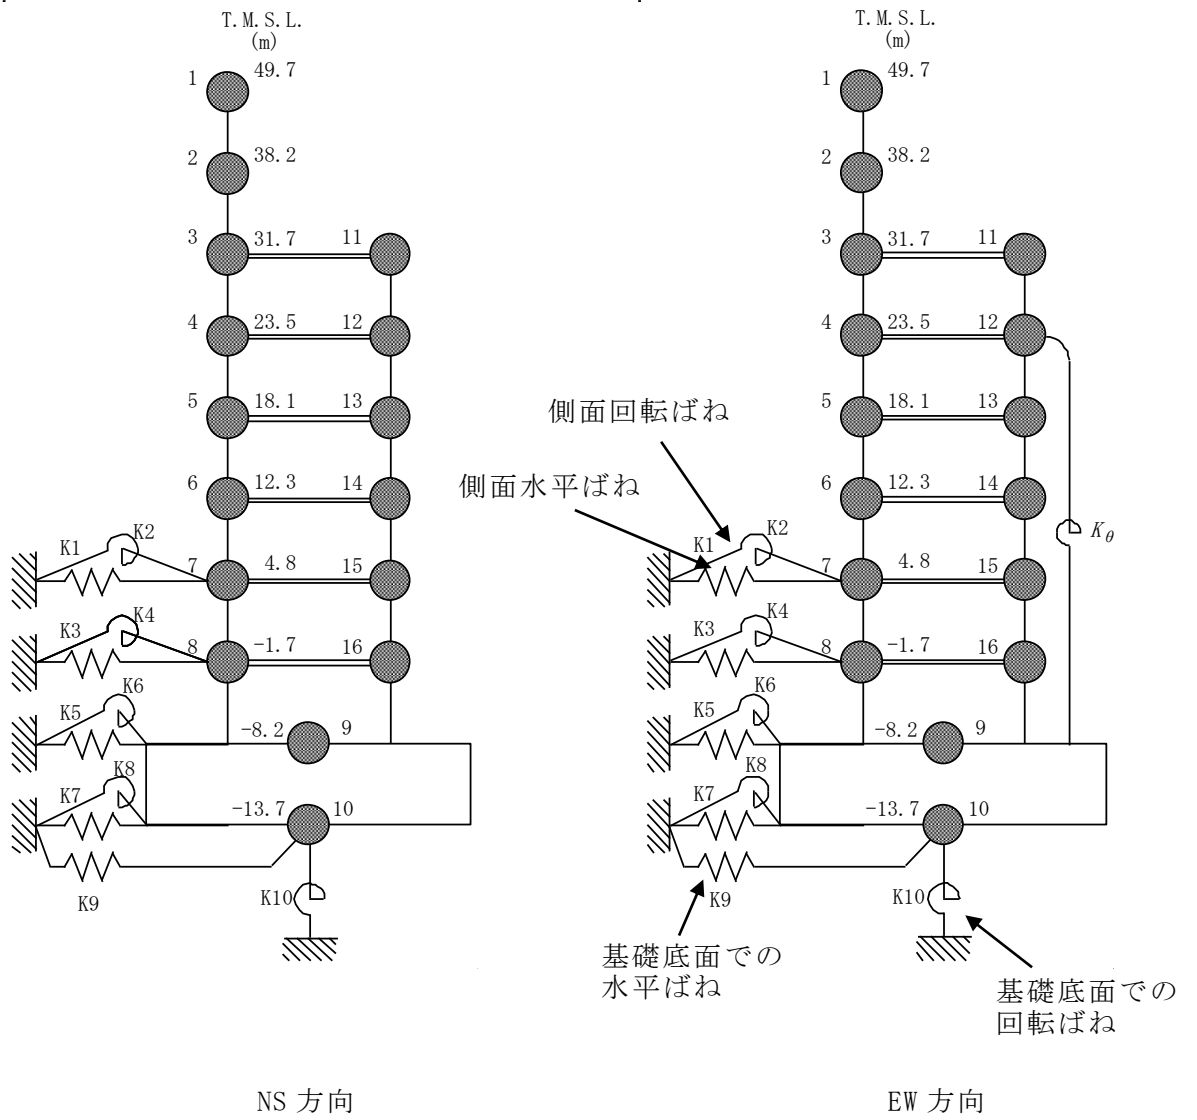 T.M.S.L.
(m)
1 49.7
2 38.2
3 31.7 11
4 23.5 12
5 18.1 13
6 12.3 14
K1 K2 7 4.8 15
K3 K4 8 -1.7 16
K5 K6 -8.2 9
K7 K8 -13.7 10
K9 K10
NS 方向
T.M.S.L.
(m)
1 49.7
2 38.2
3 31.7 11
4 23.5 12
5 18.1 13
側面回転ばね
6 12.3 14
側面水平ばね
Kθ
K1 K2 7 4.8 15
K3 K4 8 -1.7 16
K5 K6 -8.2 9
K7 K8 -13.7 10
K9 K10
基礎底面での
水平ばね
基礎底面での
回転ばね
EW 方向